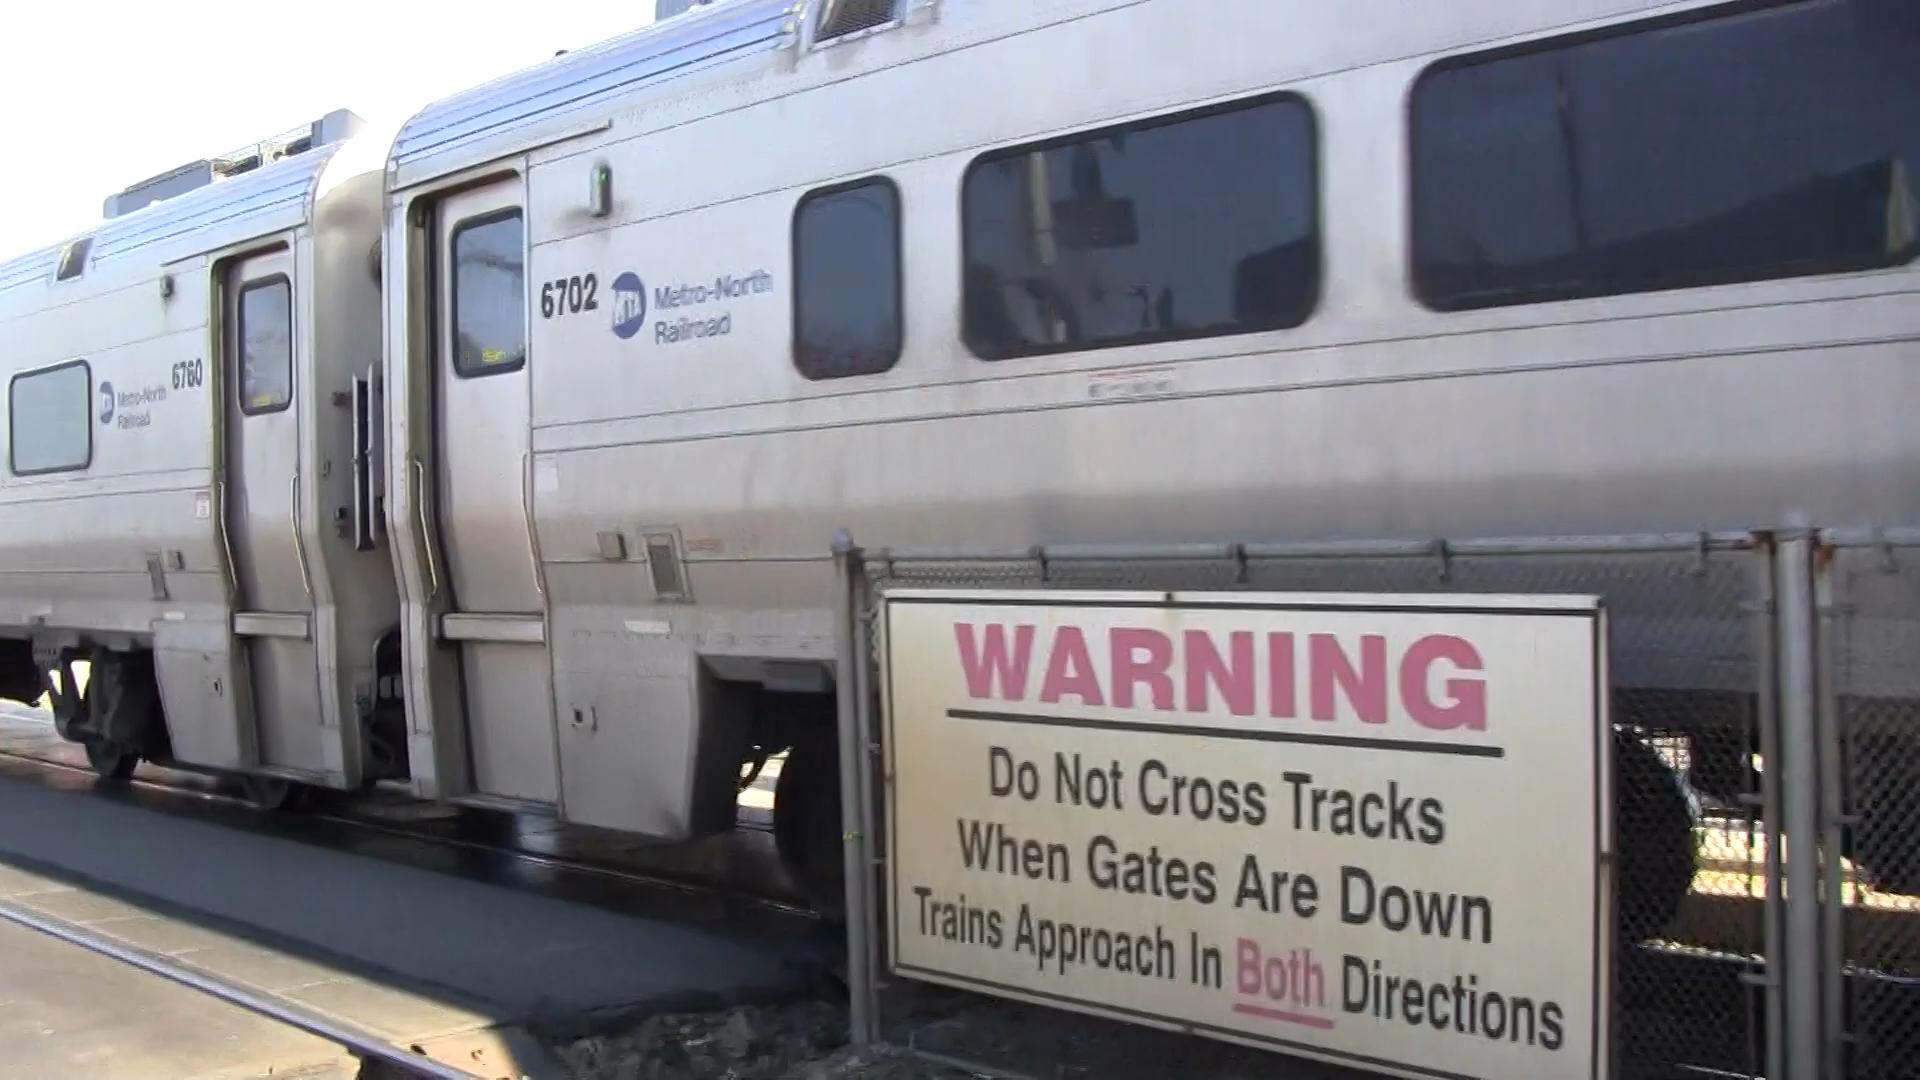 6702
MTA
Metro-North
Railroad
6760
Metro-North
Railroad
WARNING
Do Not Cross Tracks
When Gates Are Down
Trains Approach In Both Directions